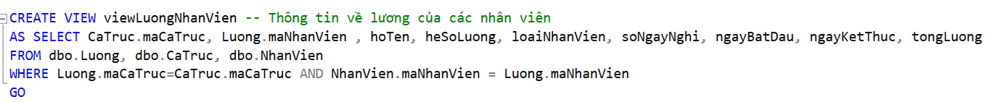 CREATE VIEW viewLuongNhanVien -- Thông tin về lương của các nhân viên
AS SELECT CaTruc.maCaTruc, Luong.maNhanVien , hoTen, heSoLuong, loaiNhanVien, soNgayNghi, ngayBatDau, ngayKetThuc, tongLuong
FROM dbo.Luong, dbo.CaTruc, dbo.NhanVien
WHERE Luong.maCaTruc=CaTruc.maCaTruc AND NhanVien.maNhanVien = Luong.maNhanVien
GO